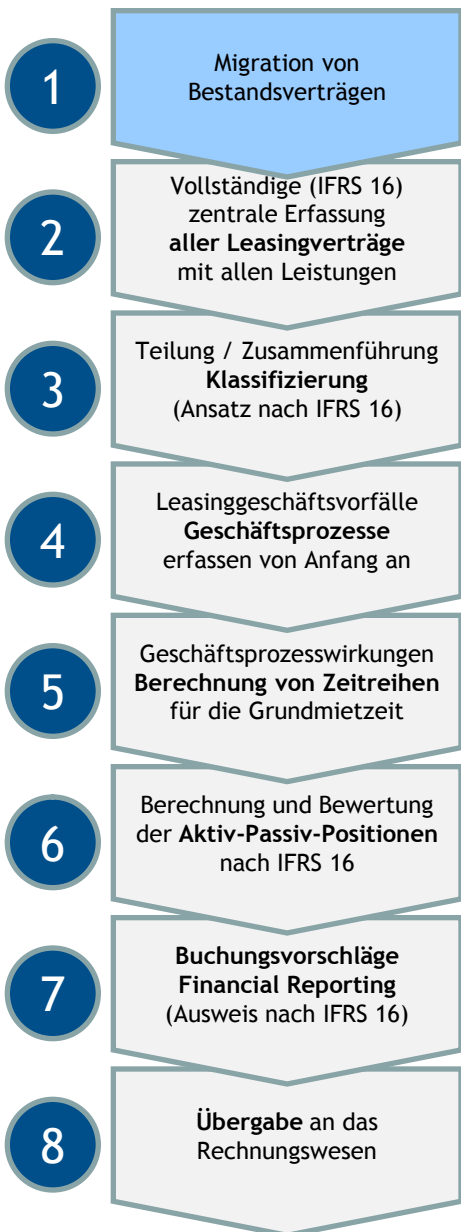 1
Migration von
Bestandsverträgen
2
Vollständige (IFRS 16)
zentrale Erfassung
aller Leasingverträge
mit allen Leistungen
3
Teilung / Zusammenführung
Klassifizierung
(Ansatz nach IFRS 16)
4
Leasinggeschäftsvorfälle
Geschäftsprozesse
erfassen von Anfang an
5
Geschäftsprozesswirkungen
Berechnung von Zeitreihen
für die Grundmietzeit
6
Berechnung und Bewertung
der Aktiv-Passiv-Positionen
nach IFRS 16
7
Buchungsvorschläge
Financial Reporting
(Ausweis nach IFRS 16)
8
Übergabe an das
Rechnungswesen